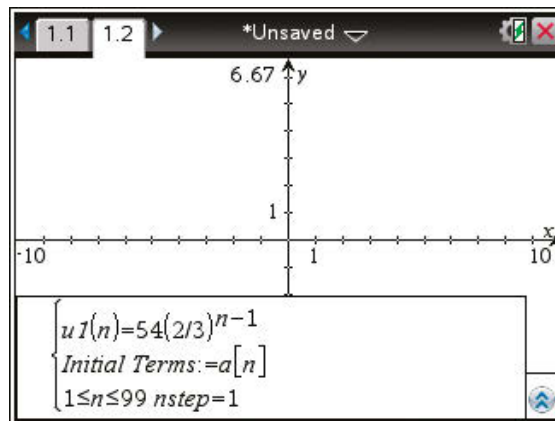 1.1 1.2 *Unsaved
6.67 y
1
x
-10 1 10
u1(n)=54(2/3)^{n-1}
Initial Terms:=a[n]
1≤n≤99 nstep=1